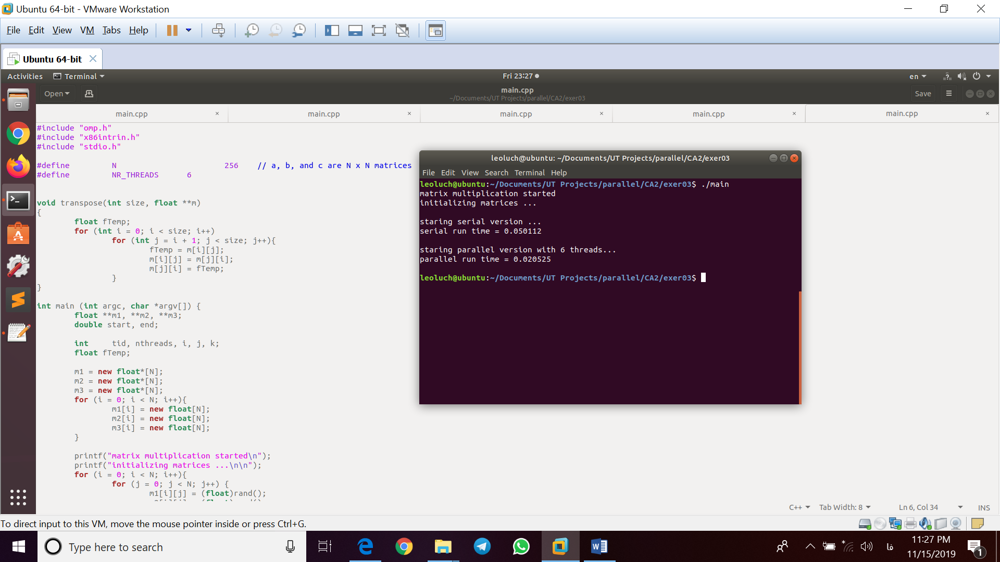 Ubuntu 64-bit - VMware Workstation
File Edit View VM Tabs Help
Ubuntu 64-bit
Activities Terminal Fri 23:27 en
Open main.cpp Save
~/Documents/UT Projects/parallel/CA2/exer03
main.cpp main.cpp main.cpp main.cpp main.cpp
#include "omp.h"
#include "x86intrin.h"
#include "stdio.h"
#define N 256 // a, b, and c are N x N matrices
#define NR_THREADS 6
void transpose(int size, float **m)
{
float fTemp;
for (int i = 0; i < size; i++)
for (int j = i + 1; j < size; j++){
fTemp = m[i][j];
m[i][j] = m[j][i];
m[j][i] = fTemp;
}
}
int main (int argc, char *argv[]) {
float **m1, **m2, **m3;
double start, end;
int tid, nthreads, i, j, k;
float fTemp;
m1 = new float*[N];
m2 = new float*[N];
m3 = new float*[N];
for (i = 0; i < N; i++){
m1[i] = new float[N];
m2[i] = new float[N];
m3[i] = new float[N];
}
printf("matrix multiplication started\n");
printf("initializing matrices ...\n\n");
for (i = 0; i < N; i++){
for (j = 0; j < N; j++) {
m1[i][j] = (float)rand();
leoluch@ubuntu: ~/Documents/UT Projects/parallel/CA2/exer03
File Edit View Search Terminal Help
leoluch@ubuntu:~/Documents/UT Projects/parallel/CA2/exer03$ ./main
matrix multiplication started
initializing matrices ...
staring serial version ...
serial run time = 0.050112
staring parallel version with 6 threads...
parallel run time = 0.020525
leoluch@ubuntu:~/Documents/UT Projects/parallel/CA2/exer03$
C++ Tab Width: 8 Ln 6, Col 34 INS
To direct input to this VM, move the mouse pointer inside or press Ctrl+G.
Type here to search
فا
11:27 PM
11/15/2019
1